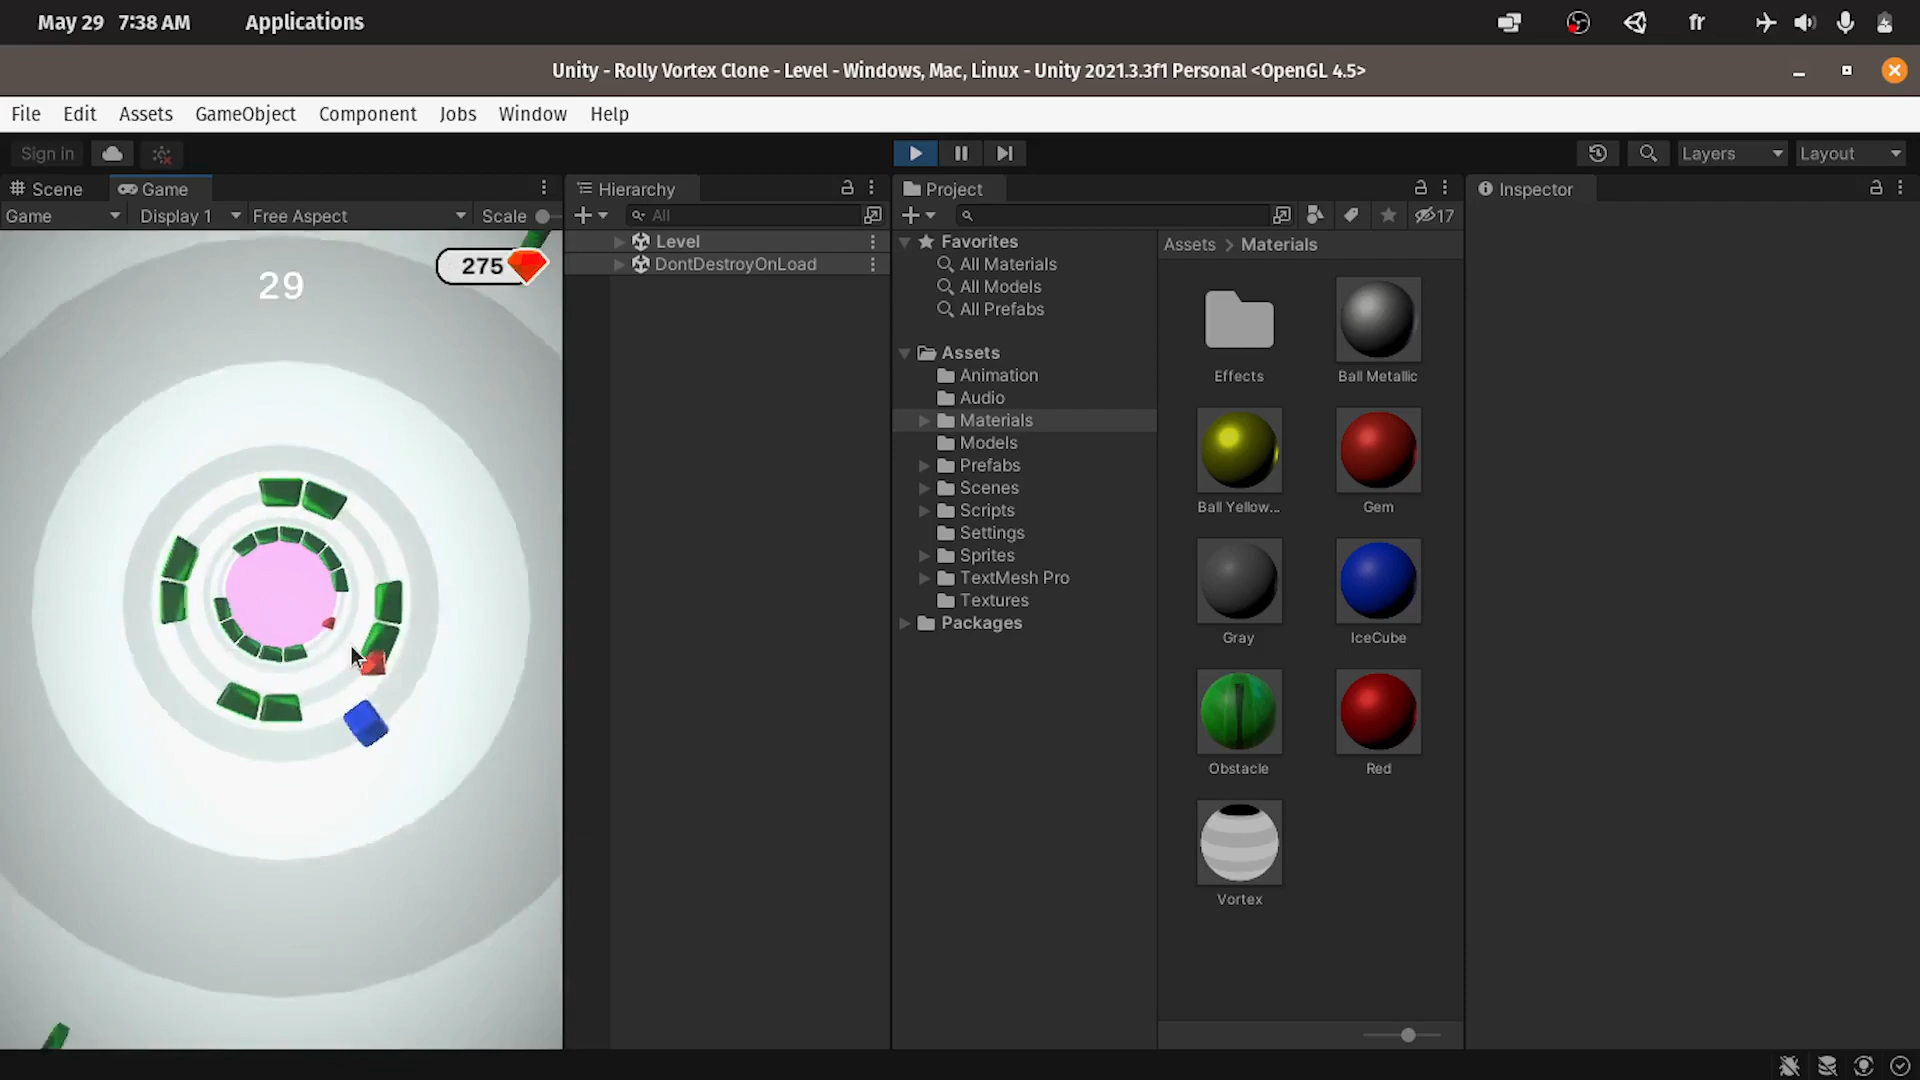 May 29 7:38 AM Applications fr
Unity - Rolly Vortex Clone - Level - Windows, Mac, Linux - Unity 2021.3.3f1 Personal <OpenGL 4.5>
File Edit Assets GameObject Component Jobs Window Help
Sign in Layers Layout
Scene Game Hierarchy Project Inspector
Game Display 1 Free Aspect Scale All 17
275
29
Level
DontDestroyOnLoad
Favorites
All Materials
All Models
All Prefabs
Assets
Animation
Audio
Materials
Models
Prefabs
Scenes
Scripts
Settings
Sprites
TextMesh Pro
Textures
Packages
Assets > Materials
Effects Ball Metallic
Ball Yellow... Gem
Gray IceCube
Obstacle Red
Vortex